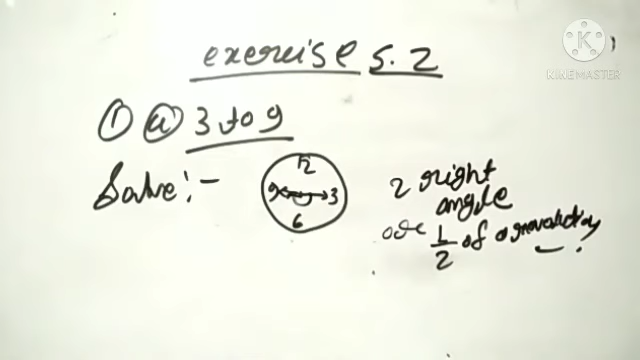 exercise 5.2
① ⓐ 3 to 9
Solve:-
12
9 3
6
2 right
angle
or 1/2 of a revolution
K
KINEMASTER